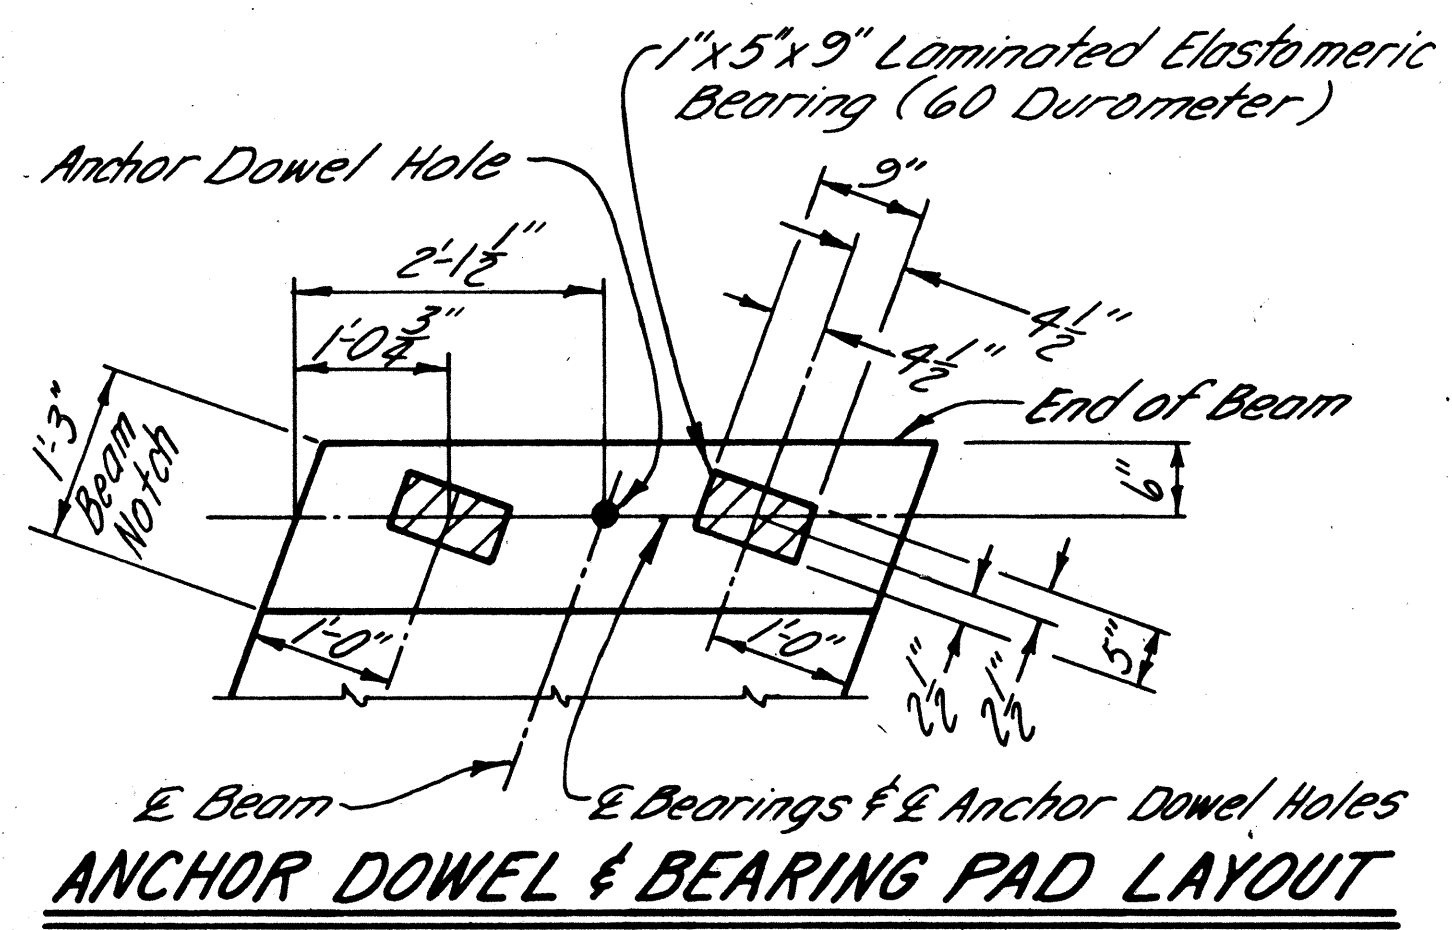 1"x5"x9" Laminated Elastomeric
Bearing (60 Durometer)
Anchor Dowel Hole
9"
2'-1 1/2"
1'-0 3/4"
4 1/2"
4 1/2"
End of Beam
1'-3"
Beam
Notch
6"
1'-0"
1'-0"
2 1/2"
2 1/2"
5"
℄ Beam
℄ Bearings & ℄ Anchor Dowel Holes
ANCHOR DOWEL & BEARING PAD LAYOUT